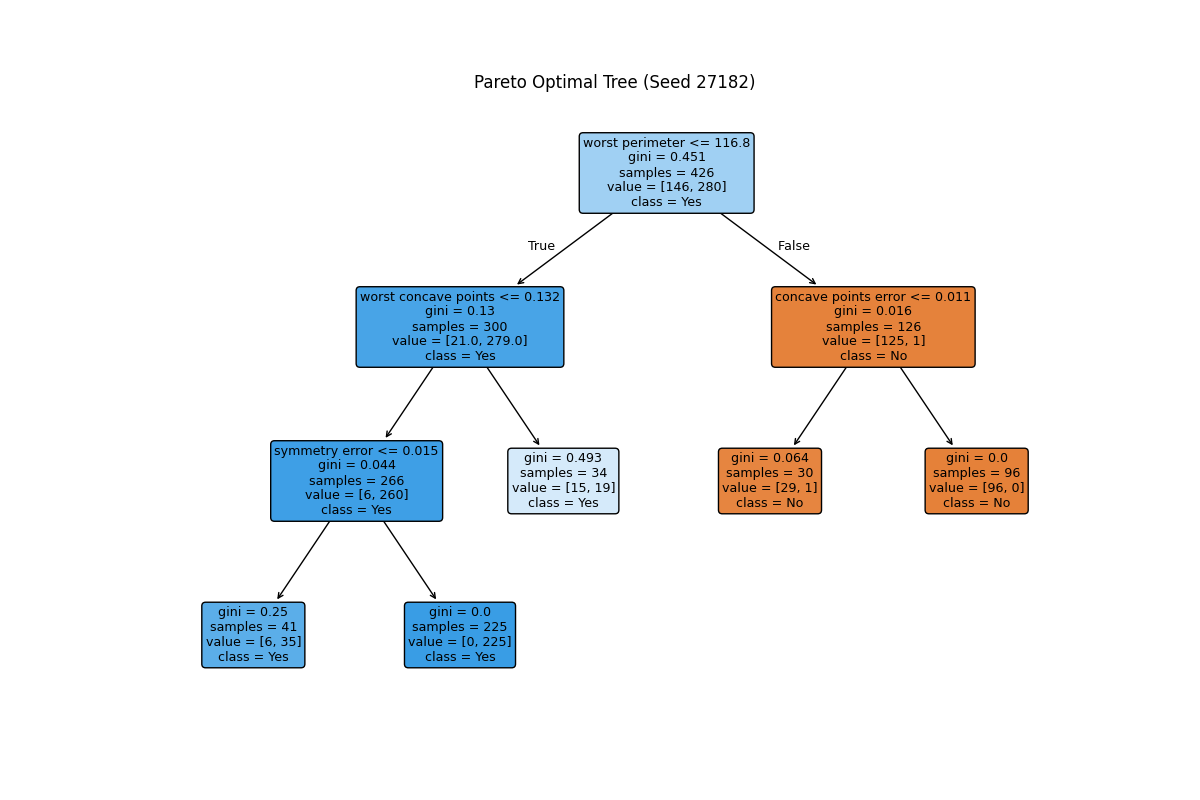 Pareto Optimal Tree (Seed 27182)
worst perimeter <= 116.8
gini = 0.451
samples = 426
value = [146, 280]
class = Yes
True
False
worst concave points <= 0.132
gini = 0.13
samples = 300
value = [21.0, 279.0]
class = Yes
concave points error <= 0.011
gini = 0.016
samples = 126
value = [125, 1]
class = No
symmetry error <= 0.015
gini = 0.044
samples = 266
value = [6, 260]
class = Yes
gini = 0.493
samples = 34
value = [15, 19]
class = Yes
gini = 0.064
samples = 30
value = [29, 1]
class = No
gini = 0.0
samples = 96
value = [96, 0]
class = No
gini = 0.25
samples = 41
value = [6, 35]
class = Yes
gini = 0.0
samples = 225
value = [0, 225]
class = Yes